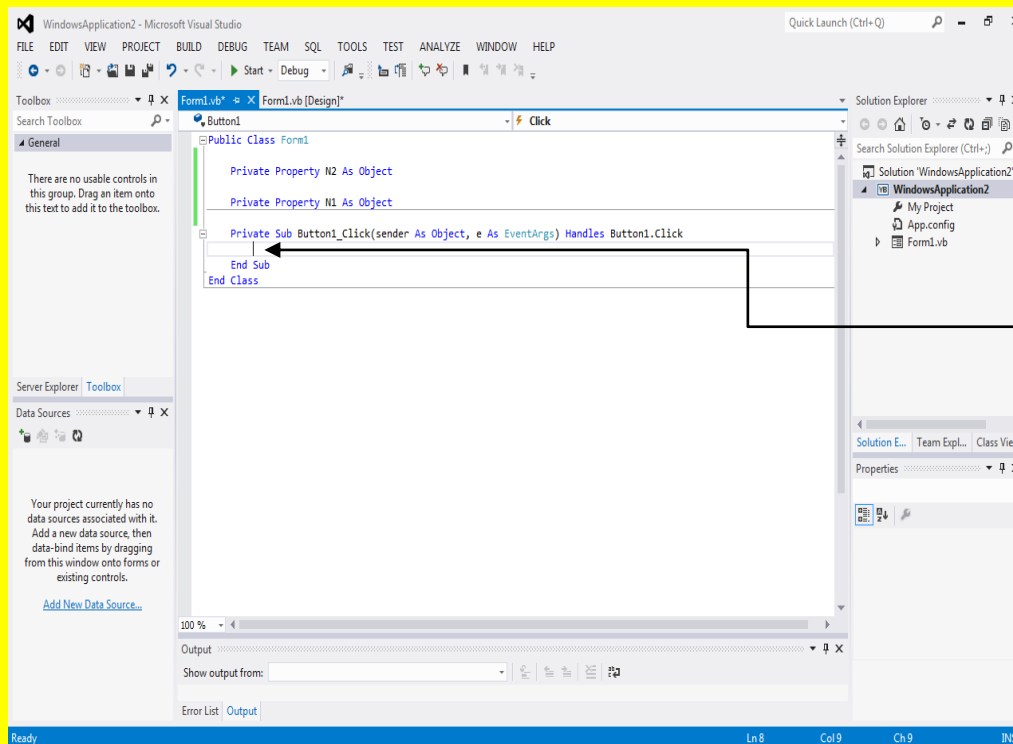 WindowsApplication2 - Microsoft Visual Studio
Quick Launch (Ctrl+Q)
FILE EDIT VIEW PROJECT BUILD DEBUG TEAM SQL TOOLS TEST ANALYZE WINDOW HELP
Start Debug
Toolbox
Search Toolbox
General
There are no usable controls in
this group. Drag an item onto
this text to add it to the toolbox.
Server Explorer Toolbox
Data Sources
Your project currently has no
data sources associated with it.
Add a new data source, then
data-bind items by dragging
from this window onto forms or
existing controls.
Add New Data Source...
Form1.vb* Form1.vb [Design]*
Button1 Click
Public Class Form1
Private Property N2 As Object
Private Property N1 As Object
Private Sub Button1_Click(sender As Object, e As EventArgs) Handles Button1.Click
End Sub
End Class
100 %
Output
Show output from:
Error List Output
Solution Explorer
Search Solution Explorer (Ctrl+;)
Solution 'WindowsApplication2'
VB WindowsApplication2
My Project
App.config
Form1.vb
Solution E... Team Expl... Class Vie
Properties
Ready Ln 8 Col 9 Ch 9 INS